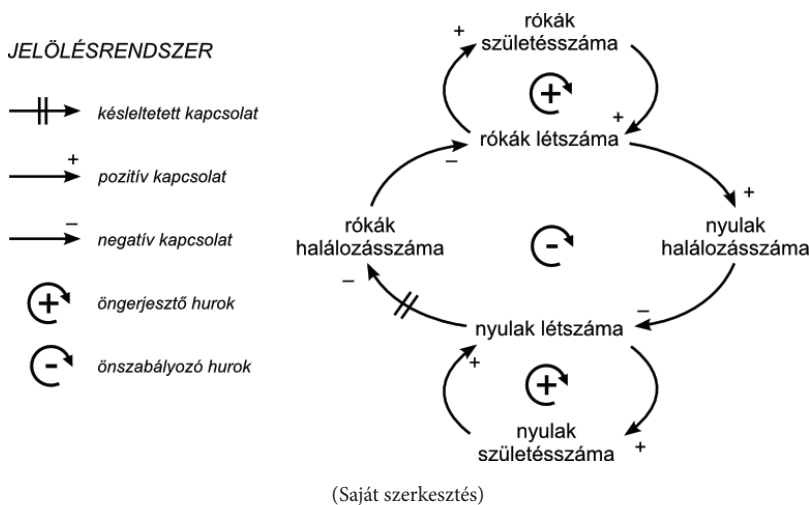 JELÖLÉSRENDSZER
késleltetett kapcsolat
+
pozitív kapcsolat
–
negatív kapcsolat
+
öngerjesztő hurok
-
önszabályozó hurok
rókák
születésszáma
+
+
+
rókák létszáma
–
+
rókák
halálozásszáma
nyulak
halálozásszáma
-
–
–
nyulak létszáma
+
+
+
nyulak
születésszáma
(Saját szerkesztés)